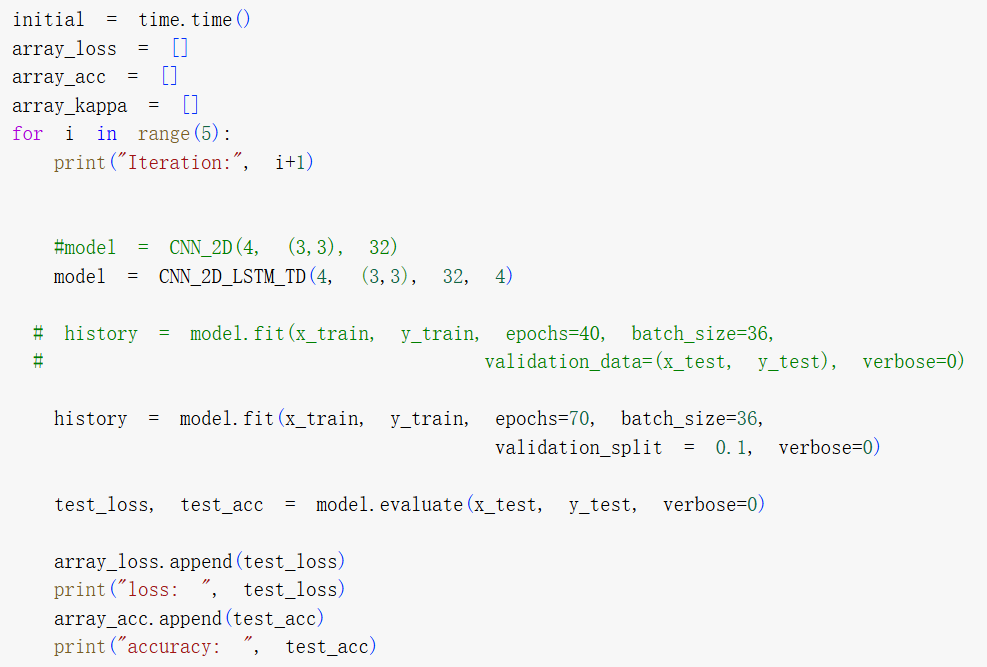 initial = time.time()
array_loss = []
array_acc = []
array_kappa = []
for i in range(5):
    print("Iteration:", i+1)
    #model = CNN_2D(4, (3,3), 32)
    model = CNN_2D_LSTM_TD(4, (3,3), 32, 4)
  # history = model.fit(x_train, y_train, epochs=40, batch_size=36,
  #                                           validation_data=(x_test, y_test), verbose=0)
    history = model.fit(x_train, y_train, epochs=70, batch_size=36,
                                              validation_split = 0.1, verbose=0)
    test_loss, test_acc = model.evaluate(x_test, y_test, verbose=0)
    array_loss.append(test_loss)
    print("loss: ", test_loss)
    array_acc.append(test_acc)
    print("accuracy: ", test_acc)